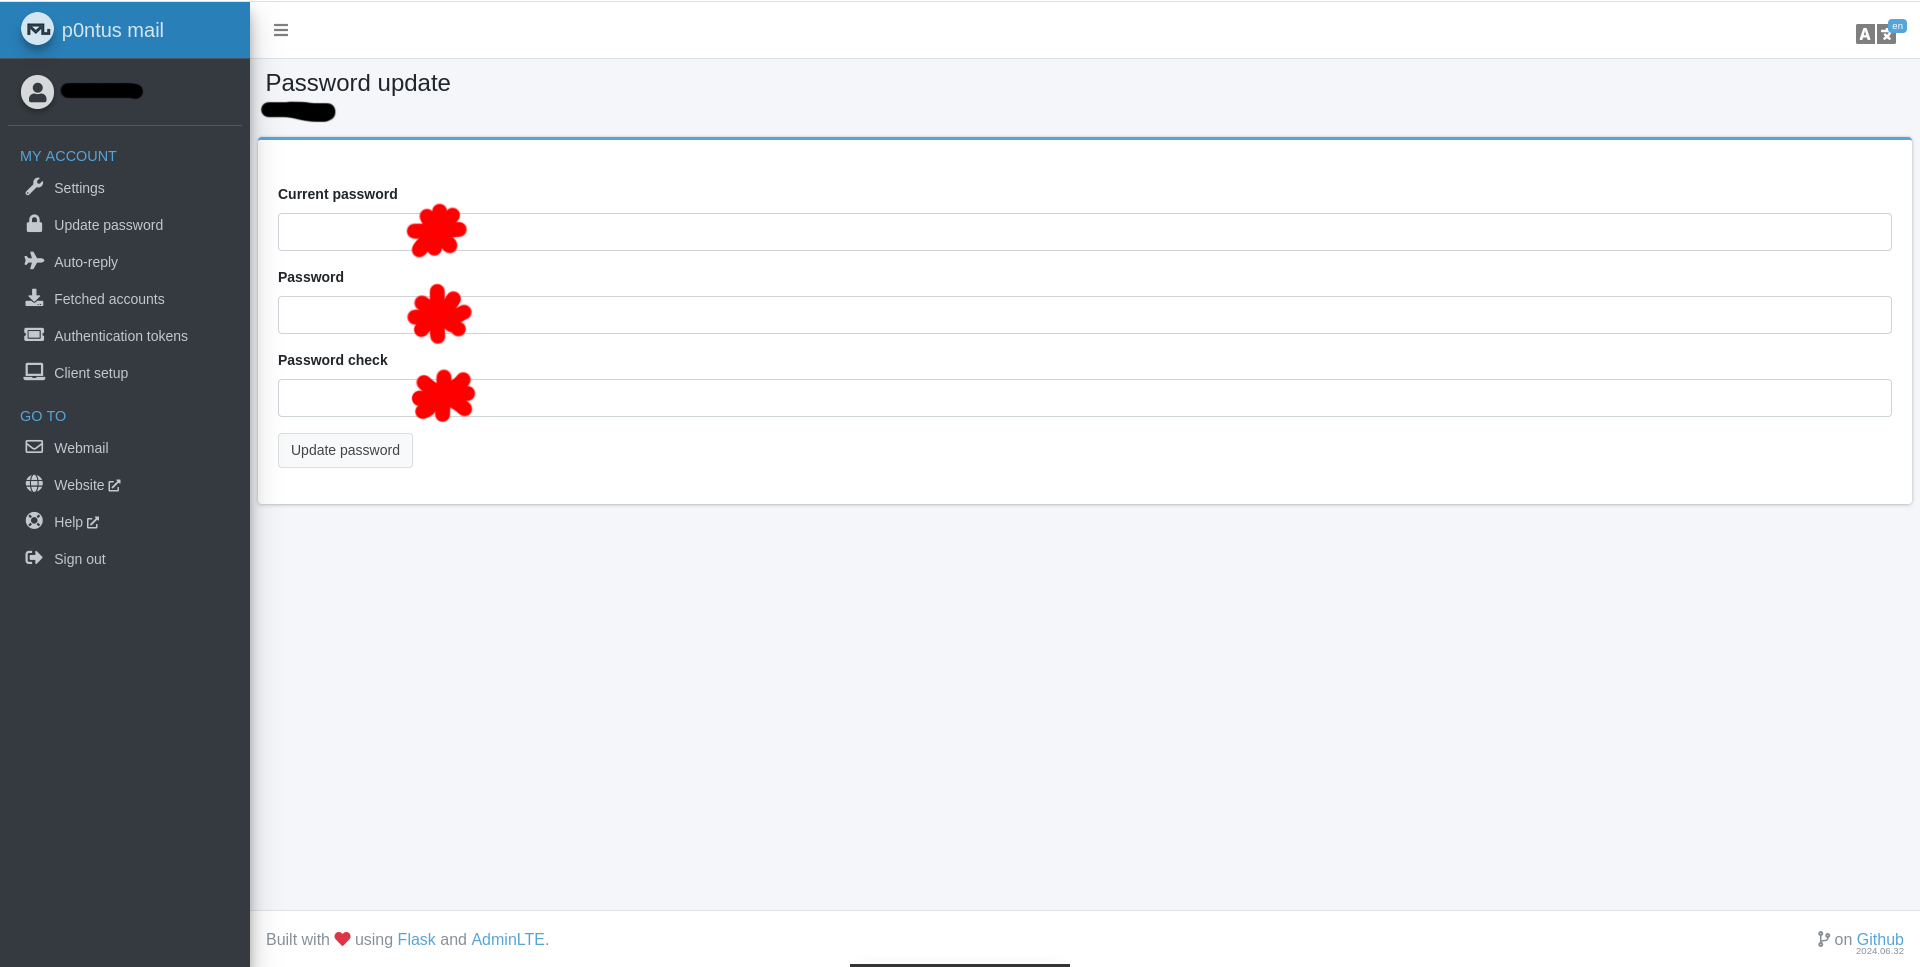 p0ntus mail
en
Password update
MY ACCOUNT
Settings
Update password
Auto-reply
Fetched accounts
Authentication tokens
Client setup
GO TO
Webmail
Website
Help
Sign out
Current password
Password
Password check
Update password
Built with using Flask and AdminLTE.
on Github
2024.06.32